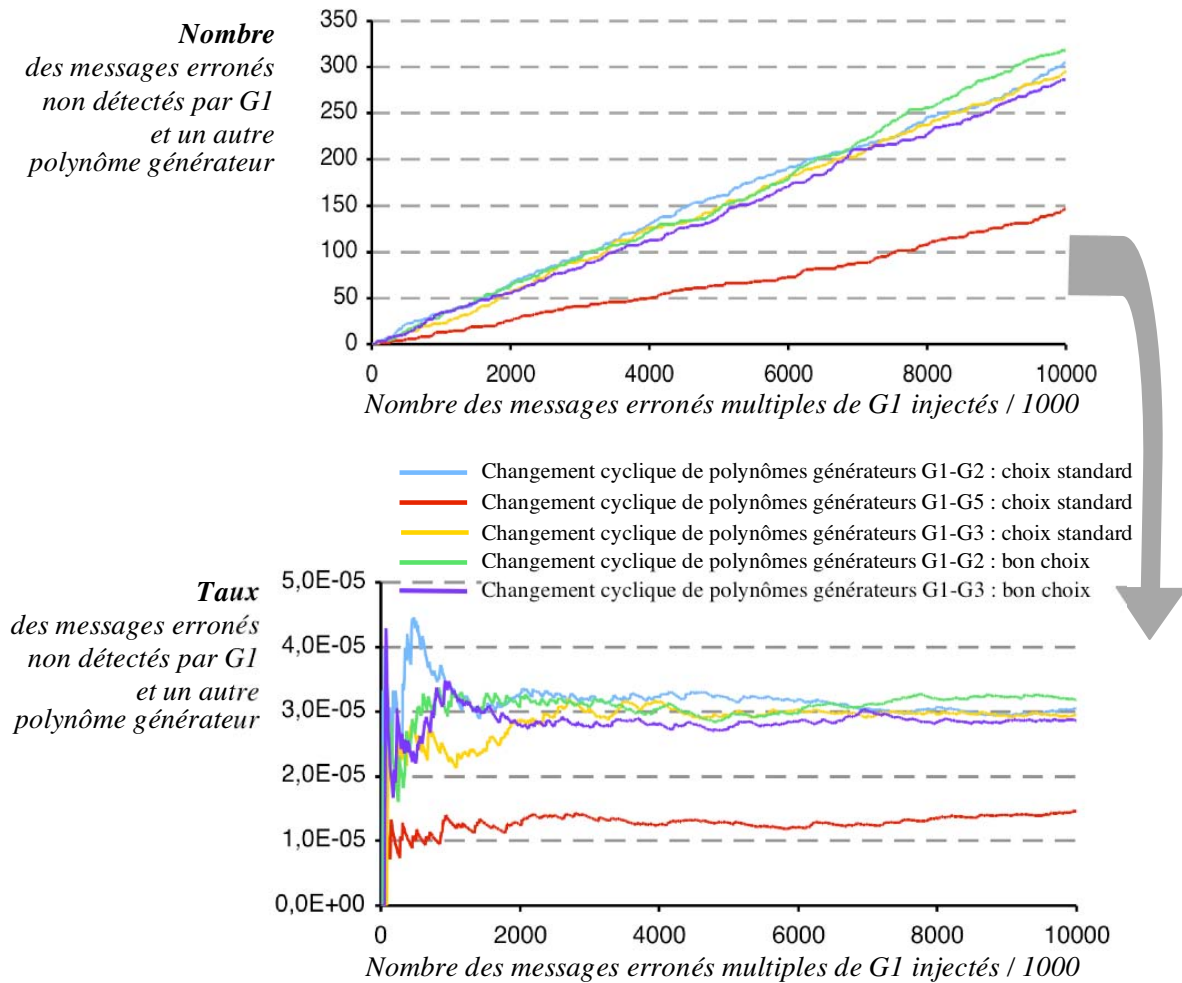 Nombre
des messages erronés
non détectés par G1
et un autre
polynôme générateur
350
300
250
200
150
100
50
0
0 2000 4000 6000 8000 10000
Nombre des messages erronés multiples de G1 injectés / 1000
Changement cyclique de polynômes générateurs G1-G2 : choix standard
Changement cyclique de polynômes générateurs G1-G5 : choix standard
Changement cyclique de polynômes générateurs G1-G3 : choix standard
Changement cyclique de polynômes générateurs G1-G2 : bon choix
Changement cyclique de polynômes générateurs G1-G3 : bon choix
Taux
des messages erronés
non détectés par G1
et un autre
polynôme générateur
5,0E-05
4,0E-05
3,0E-05
2,0E-05
1,0E-05
0,0E+00
0 2000 4000 6000 8000 10000
Nombre des messages erronés multiples de G1 injectés / 1000